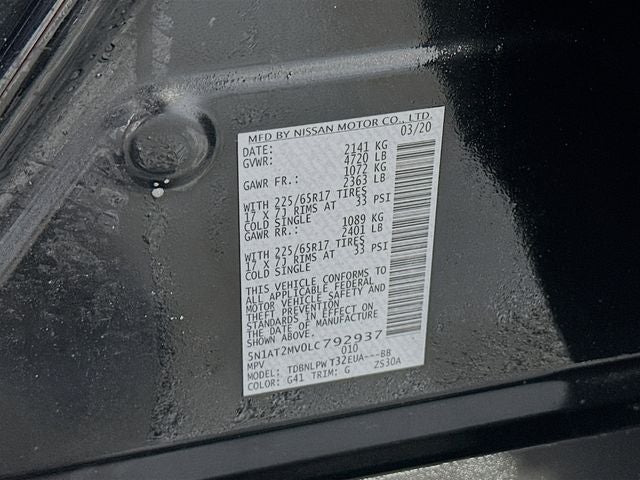 MFD BY NISSAN MOTOR CO., LTD.
DATE: 03/20
GVWR: 2141 KG
4720 LB
GAWR FR.: 1072 KG
2363 LB
WITH 225/65R17 TIRES
17 X 7J RIMS AT 33 PSI
COLD SINGLE
GAWR RR.: 1089 KG
2401 LB
WITH 225/65R17 TIRES
17 X 7J RIMS AT 33 PSI
COLD SINGLE
THIS VEHICLE CONFORMS TO
ALL APPLICABLE FEDERAL
MOTOR VEHICLE SAFETY AND
THEFT PREVENTION
STANDARDS IN EFFECT ON
THE DATE OF MANUFACTURE
SHOWN ABOVE.
5N1AT2MV0LC792937
MPV 010
MODEL: TDBNLPW T32EUA---BB
COLOR: G41 TRIM: G ZS30A